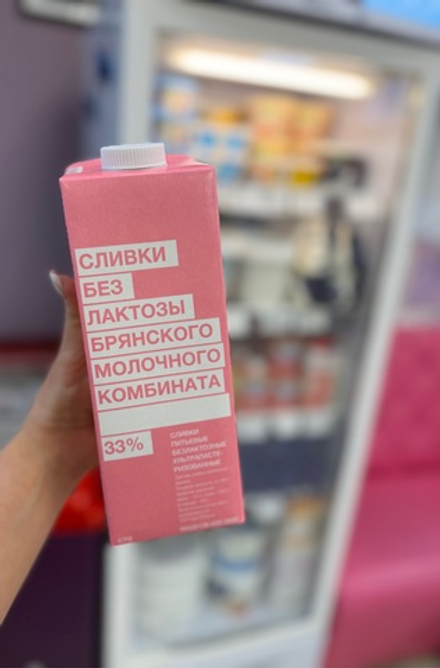 СЛИВКИ
БЕЗ
ЛАКТОЗЫ
БРЯНСКОГО
МОЛОЧНОГО
КОМБИНАТА
33%
СЛИВКИ
ПИТЬЕВЫЕ
БЕЗЛАКТОЗНЫЕ
УЛЬТРАПАСТЕ-
РИЗОВАННЫЕ